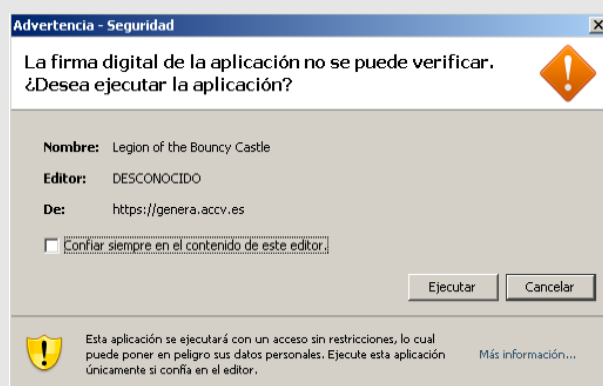 Advertencia - Seguridad
La firma digital de la aplicación no se puede verificar.
¿Desea ejecutar la aplicación?
Nombre: Legion of the Bouncy Castle
Editor: DESCONOCIDO
De: https://genera.accv.es
Confiar siempre en el contenido de este editor.
Ejecutar Cancelar
Esta aplicación se ejecutará con un acceso sin restricciones, lo cual
puede poner en peligro sus datos personales. Ejecute esta aplicación Más información...
únicamente si confía en el editor.